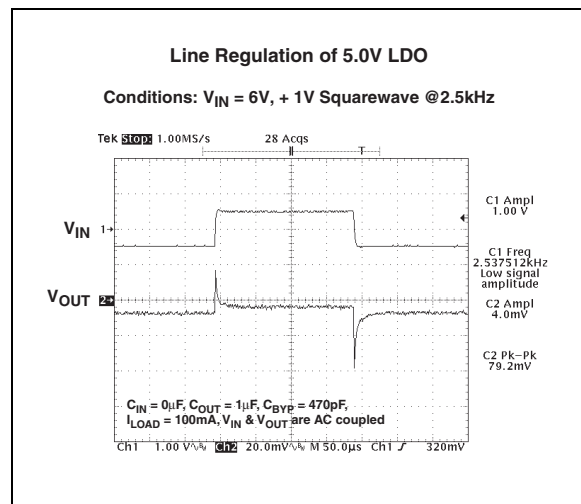 Line Regulation of 5.0V LDO
Conditions: VIN = 6V, + 1V Squarewave @2.5kHz
Tek Stop: 1.00MS/s 28 Acqs
T
C1 Ampl
1.00 V
VIN 1
C1 Freq
2.537512kHz
Low signal
amplitude
VOUT 2
C2 Ampl
4.0mV
C2 Pk-Pk
79.2mV
CIN = 0μF, COUT = 1μF, CBYP = 470pF,
ILOAD = 100mA, VIN & VOUT are AC coupled
Ch1 1.00 V∿BW Ch2 20.0mV∿BW M 50.0μs Ch1 ƒ 320mV